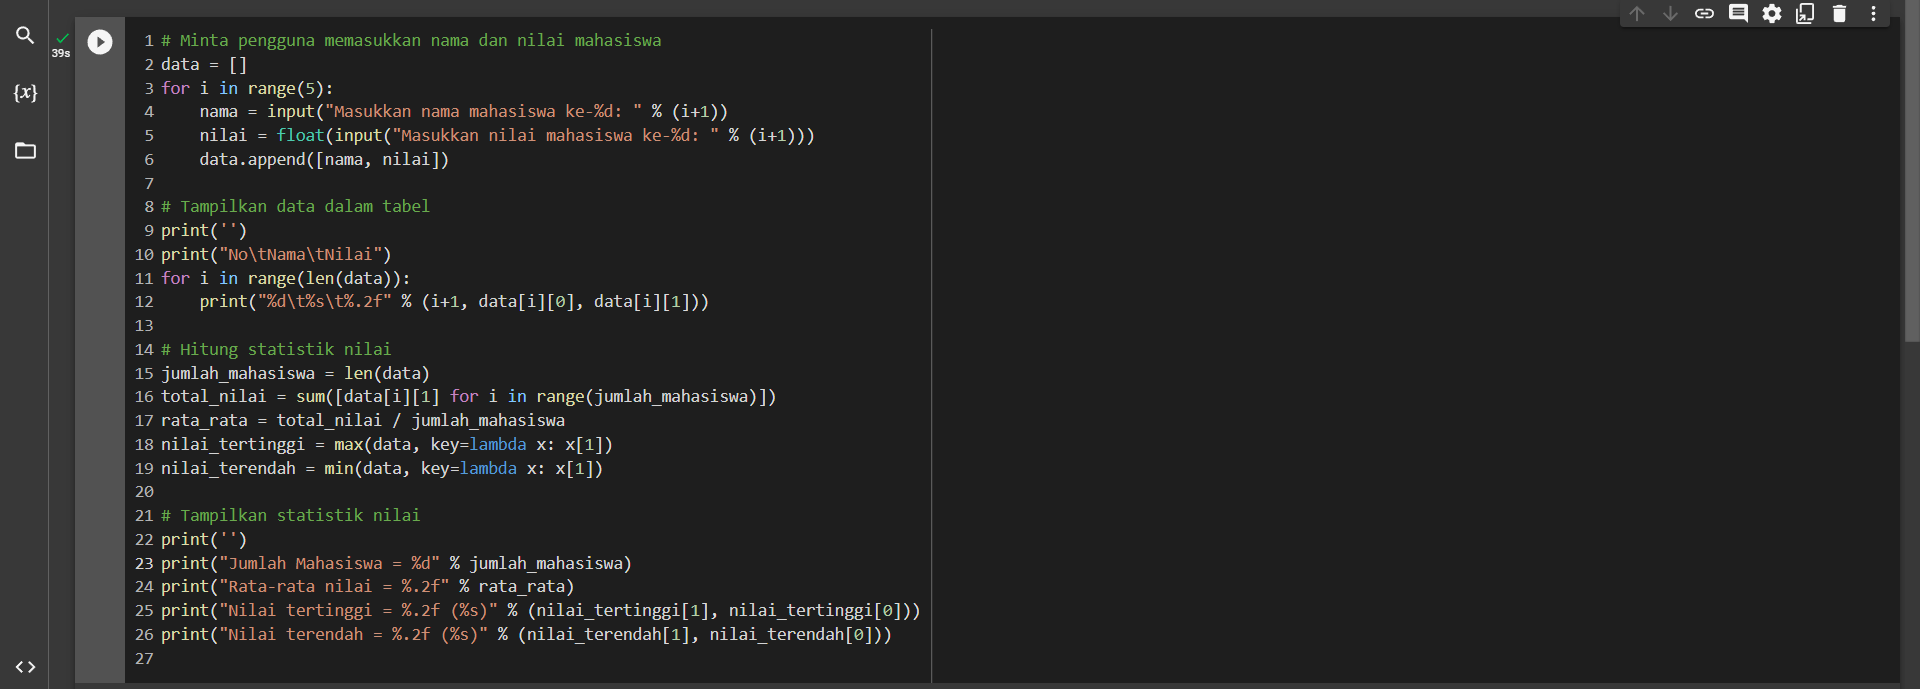 39s
{x}
1 # Minta pengguna memasukkan nama dan nilai mahasiswa
2 data = []
3 for i in range(5):
4     nama = input("Masukkan nama mahasiswa ke-%d: " % (i+1))
5     nilai = float(input("Masukkan nilai mahasiswa ke-%d: " % (i+1)))
6     data.append([nama, nilai])
7
8 # Tampilkan data dalam tabel
9 print('')
10 print("No\tNama\tNilai")
11 for i in range(len(data)):
12     print("%d\t%s\t%.2f" % (i+1, data[i][0], data[i][1]))
13
14 # Hitung statistik nilai
15 jumlah_mahasiswa = len(data)
16 total_nilai = sum([data[i][1] for i in range(jumlah_mahasiswa)])
17 rata_rata = total_nilai / jumlah_mahasiswa
18 nilai_tertinggi = max(data, key=lambda x: x[1])
19 nilai_terendah = min(data, key=lambda x: x[1])
20
21 # Tampilkan statistik nilai
22 print('')
23 print("Jumlah Mahasiswa = %d" % jumlah_mahasiswa)
24 print("Rata-rata nilai = %.2f" % rata_rata)
25 print("Nilai tertinggi = %.2f (%s)" % (nilai_tertinggi[1], nilai_tertinggi[0]))
26 print("Nilai terendah = %.2f (%s)" % (nilai_terendah[1], nilai_terendah[0]))
27